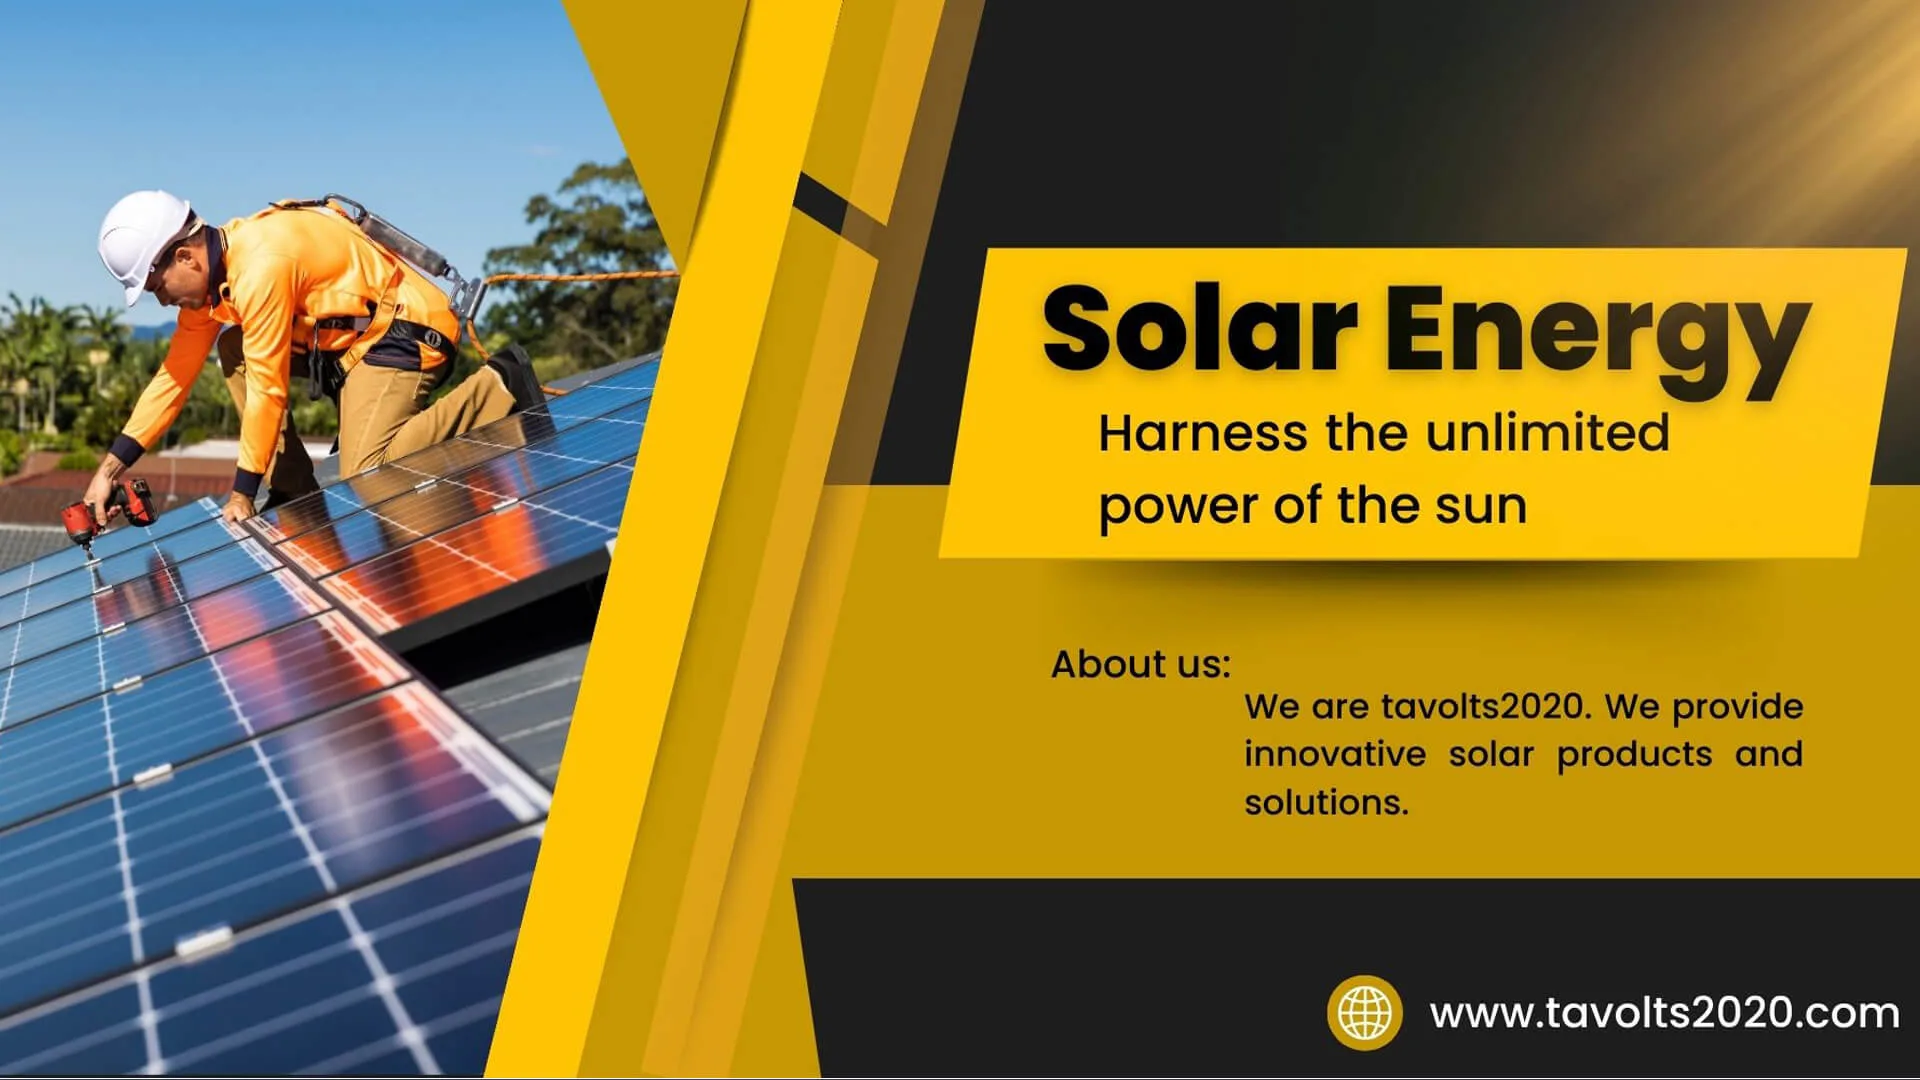 Solar Energy
Harness the unlimited
power of the sun
About us:
We are tavolts2020. We provide
innovative solar products and
solutions.
www.tavolts2020.com